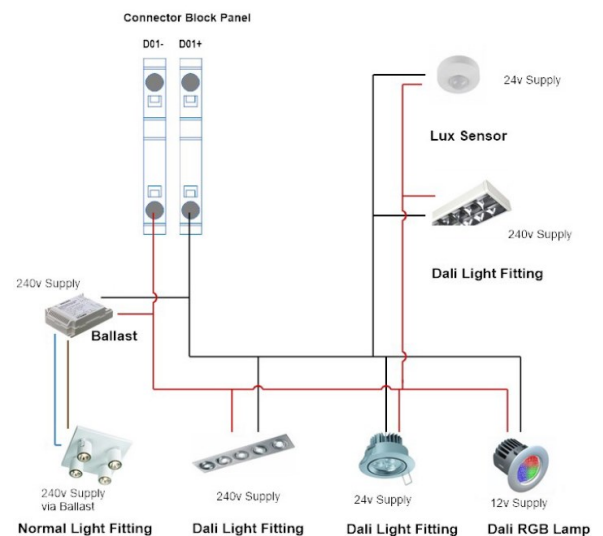 Connector Block Panel
D01- D01+
24v Supply
Lux Sensor
240v Supply
Dali Light Fitting
240v Supply
Ballast
240v Supply
via Ballast
Normal Light Fitting
240v Supply
Dali Light Fitting
24v Supply
Dali Light Fitting
12v Supply
Dali RGB Lamp